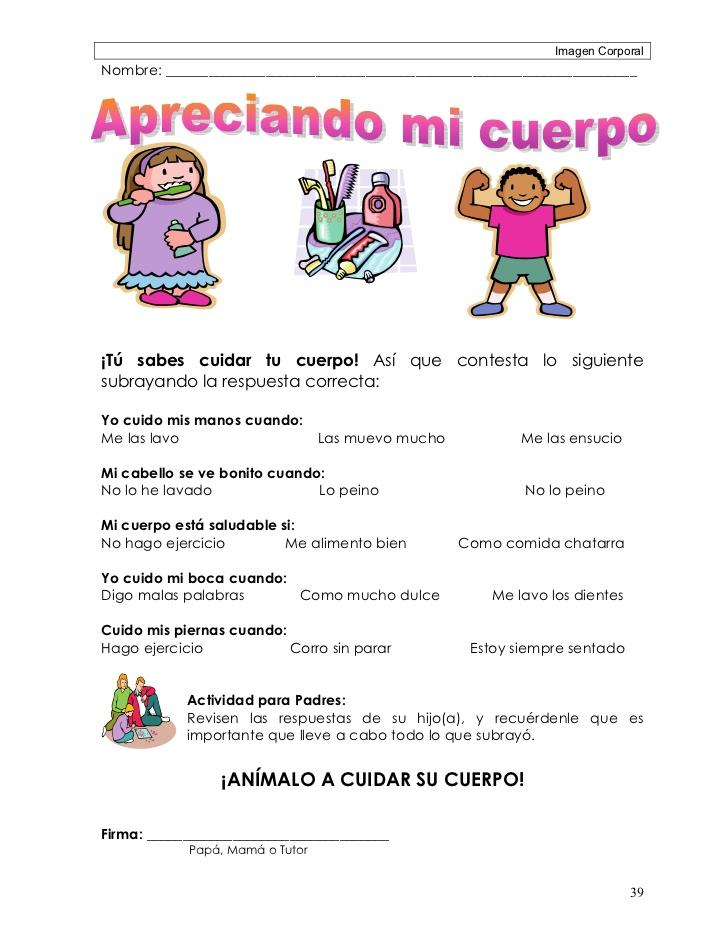 Imagen Corporal
Nombre: ________________________________________________________________
Apreciando mi cuerpo
¡Tú sabes cuidar tu cuerpo! Así que contesta lo siguiente
subrayando la respuesta correcta:
Yo cuido mis manos cuando:
Me las lavo Las muevo mucho Me las ensucio
Mi cabello se ve bonito cuando:
No lo he lavado Lo peino No lo peino
Mi cuerpo está saludable si:
No hago ejercicio Me alimento bien Como comida chatarra
Yo cuido mi boca cuando:
Digo malas palabras Como mucho dulce Me lavo los dientes
Cuido mis piernas cuando:
Hago ejercicio Corro sin parar Estoy siempre sentado
Actividad para Padres:
Revisen las respuestas de su hijo(a), y recuérdenle que es
importante que lleve a cabo todo lo que subrayó.
¡ANÍMALO A CUIDAR SU CUERPO!
Firma: __________________________________
Papá, Mamá o Tutor
39